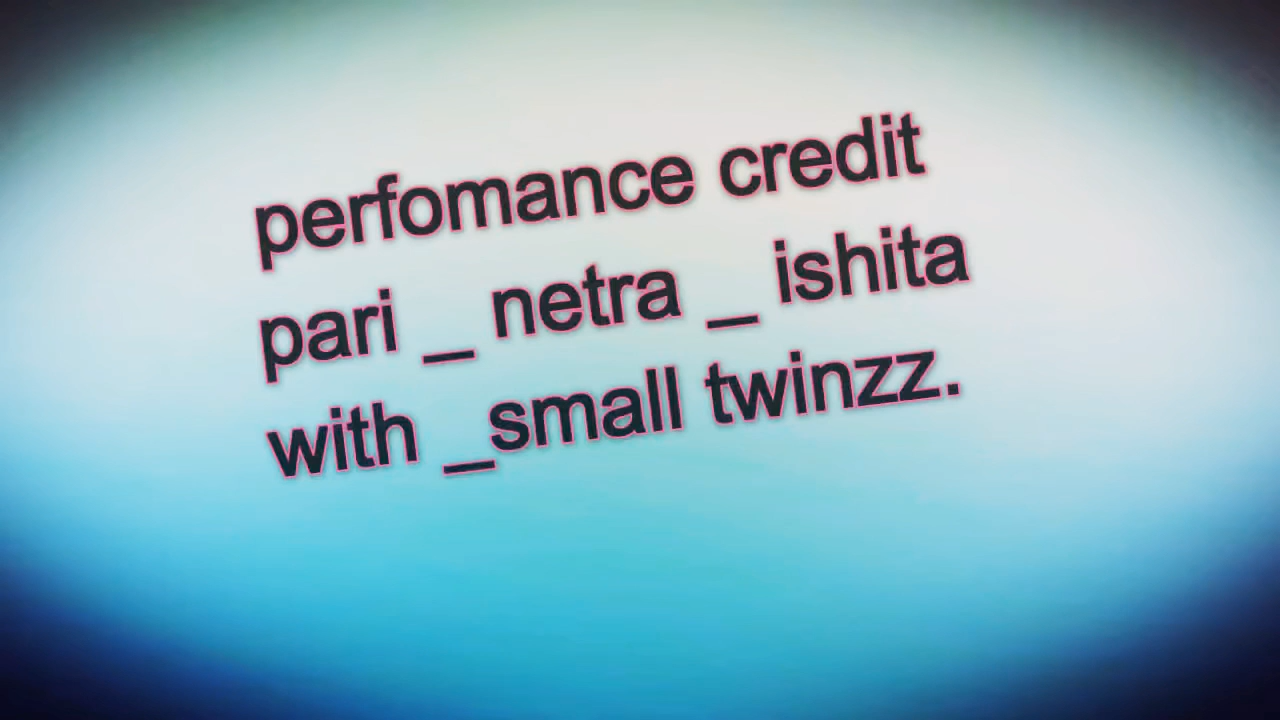 perfomance credit
pari _ netra _ ishita
with _small twinzz.